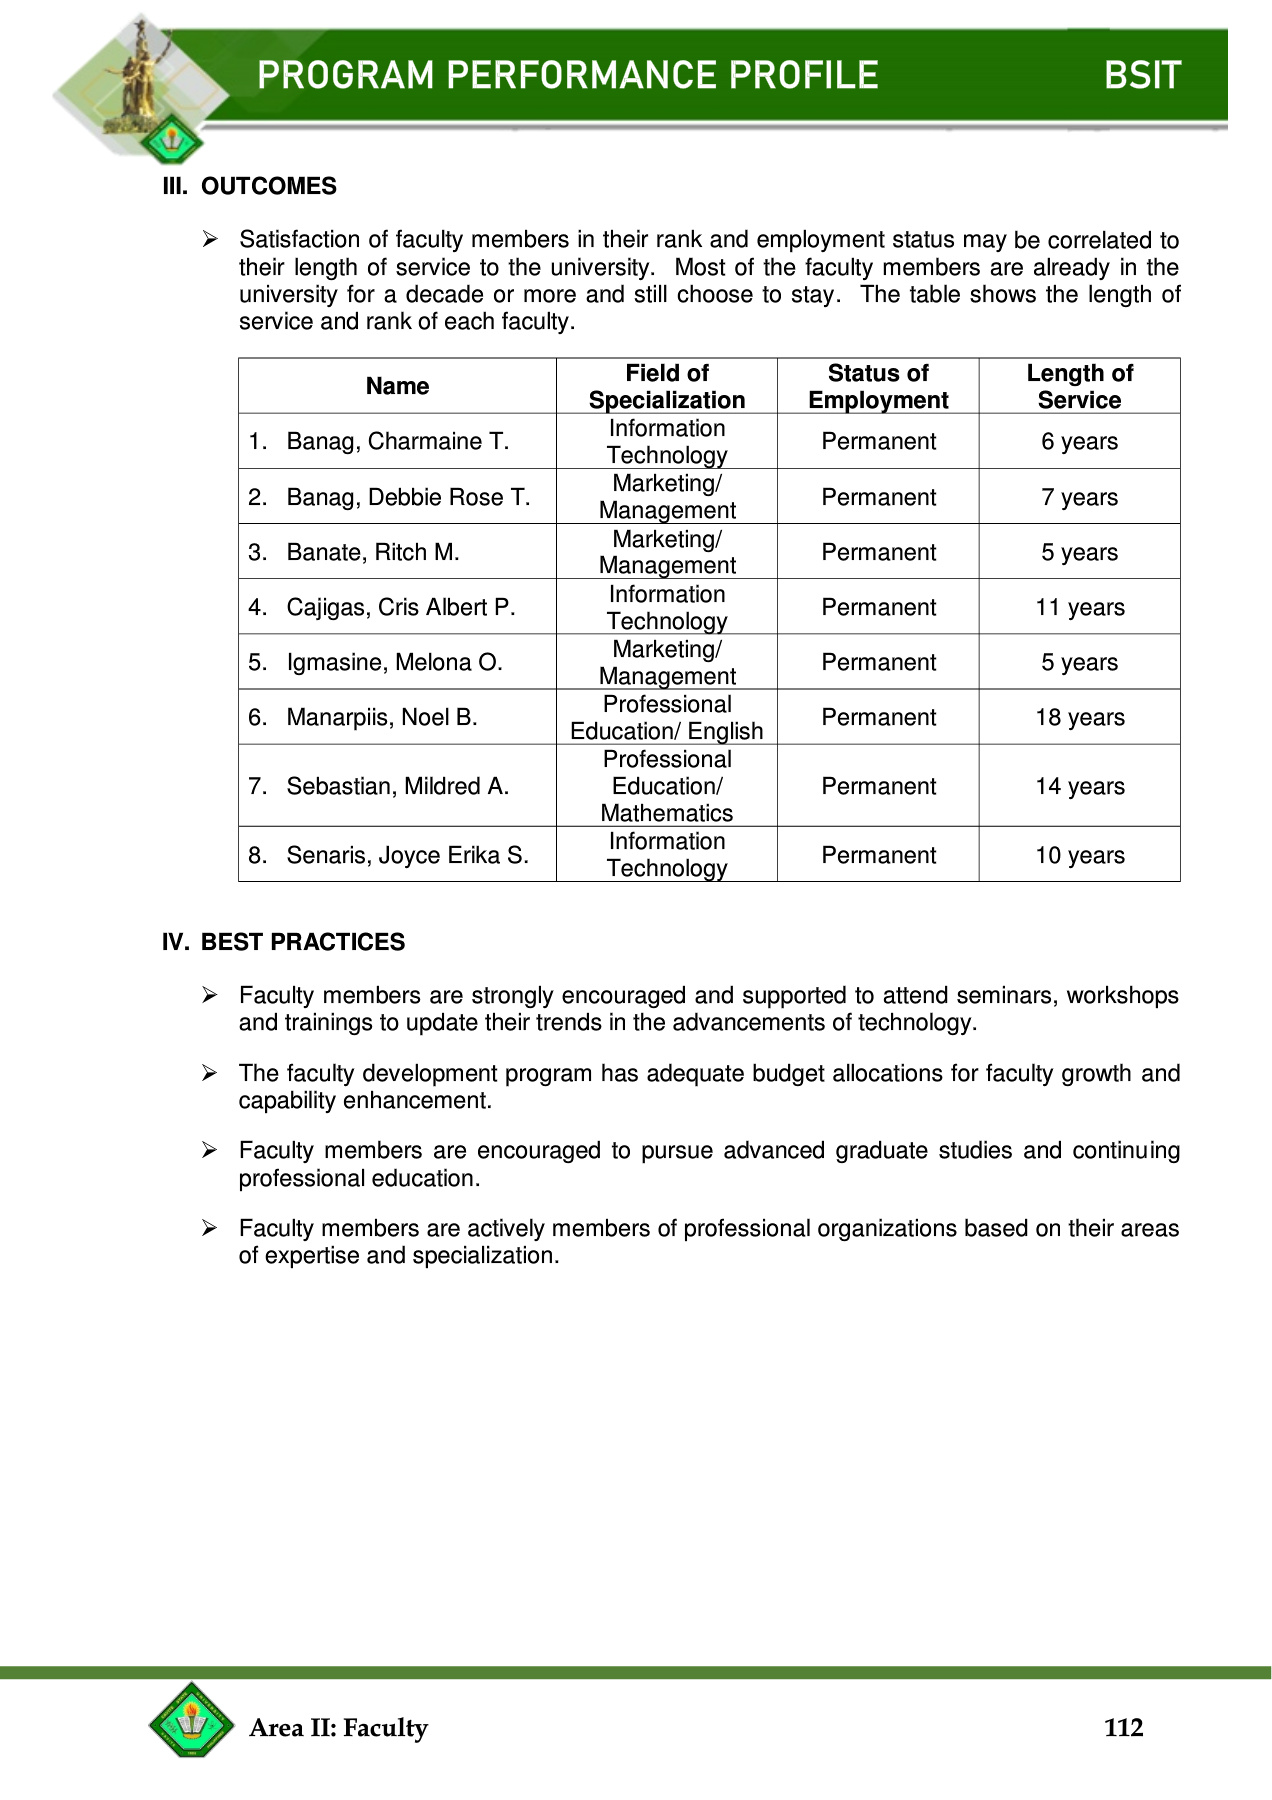 PROGRAM PERFORMANCE PROFILE BSIT
III. OUTCOMES
➢ Satisfaction of faculty members in their rank and employment status may be correlated to
their length of service to the university. Most of the faculty members are already in the
university for a decade or more and still choose to stay. The table shows the length of
service and rank of each faculty.
Name
Field of
Specialization
Status of
Employment
Length of
Service
1. Banag, Charmaine T.
Information
Technology
Permanent
6 years
2. Banag, Debbie Rose T.
Marketing/
Management
Permanent
7 years
3. Banate, Ritch M.
Marketing/
Management
Permanent
5 years
4. Cajigas, Cris Albert P.
Information
Technology
Permanent
11 years
5. Igmasine, Melona O.
Marketing/
Management
Permanent
5 years
6. Manarpiis, Noel B.
Professional
Education/ English
Permanent
18 years
7. Sebastian, Mildred A.
Professional
Education/
Mathematics
Permanent
14 years
8. Senaris, Joyce Erika S.
Information
Technology
Permanent
10 years
IV. BEST PRACTICES
➢ Faculty members are strongly encouraged and supported to attend seminars, workshops
and trainings to update their trends in the advancements of technology.
➢ The faculty development program has adequate budget allocations for faculty growth and
capability enhancement.
➢ Faculty members are encouraged to pursue advanced graduate studies and continuing
professional education.
➢ Faculty members are actively members of professional organizations based on their areas
of expertise and specialization.
Area II: Faculty 112